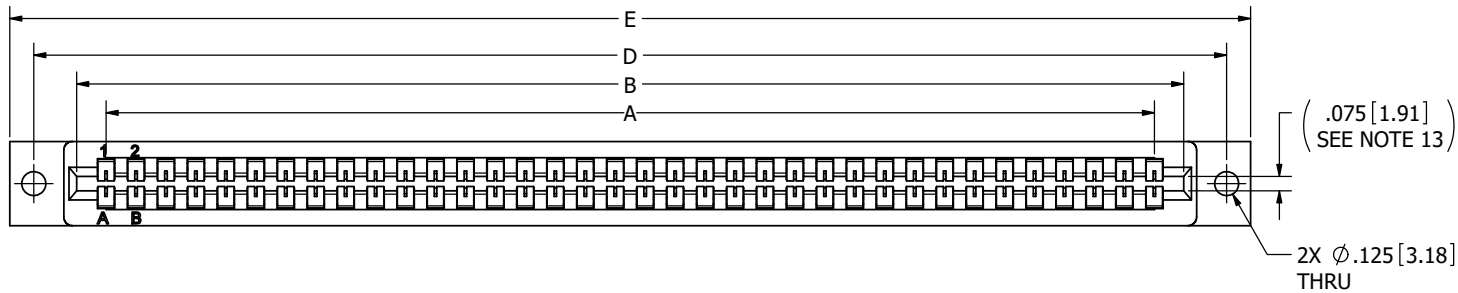 E
D
B
A
( .075 [1.91]
SEE NOTE 13 )
1 2
A B
2X ∅.125 [3.18]
THRU